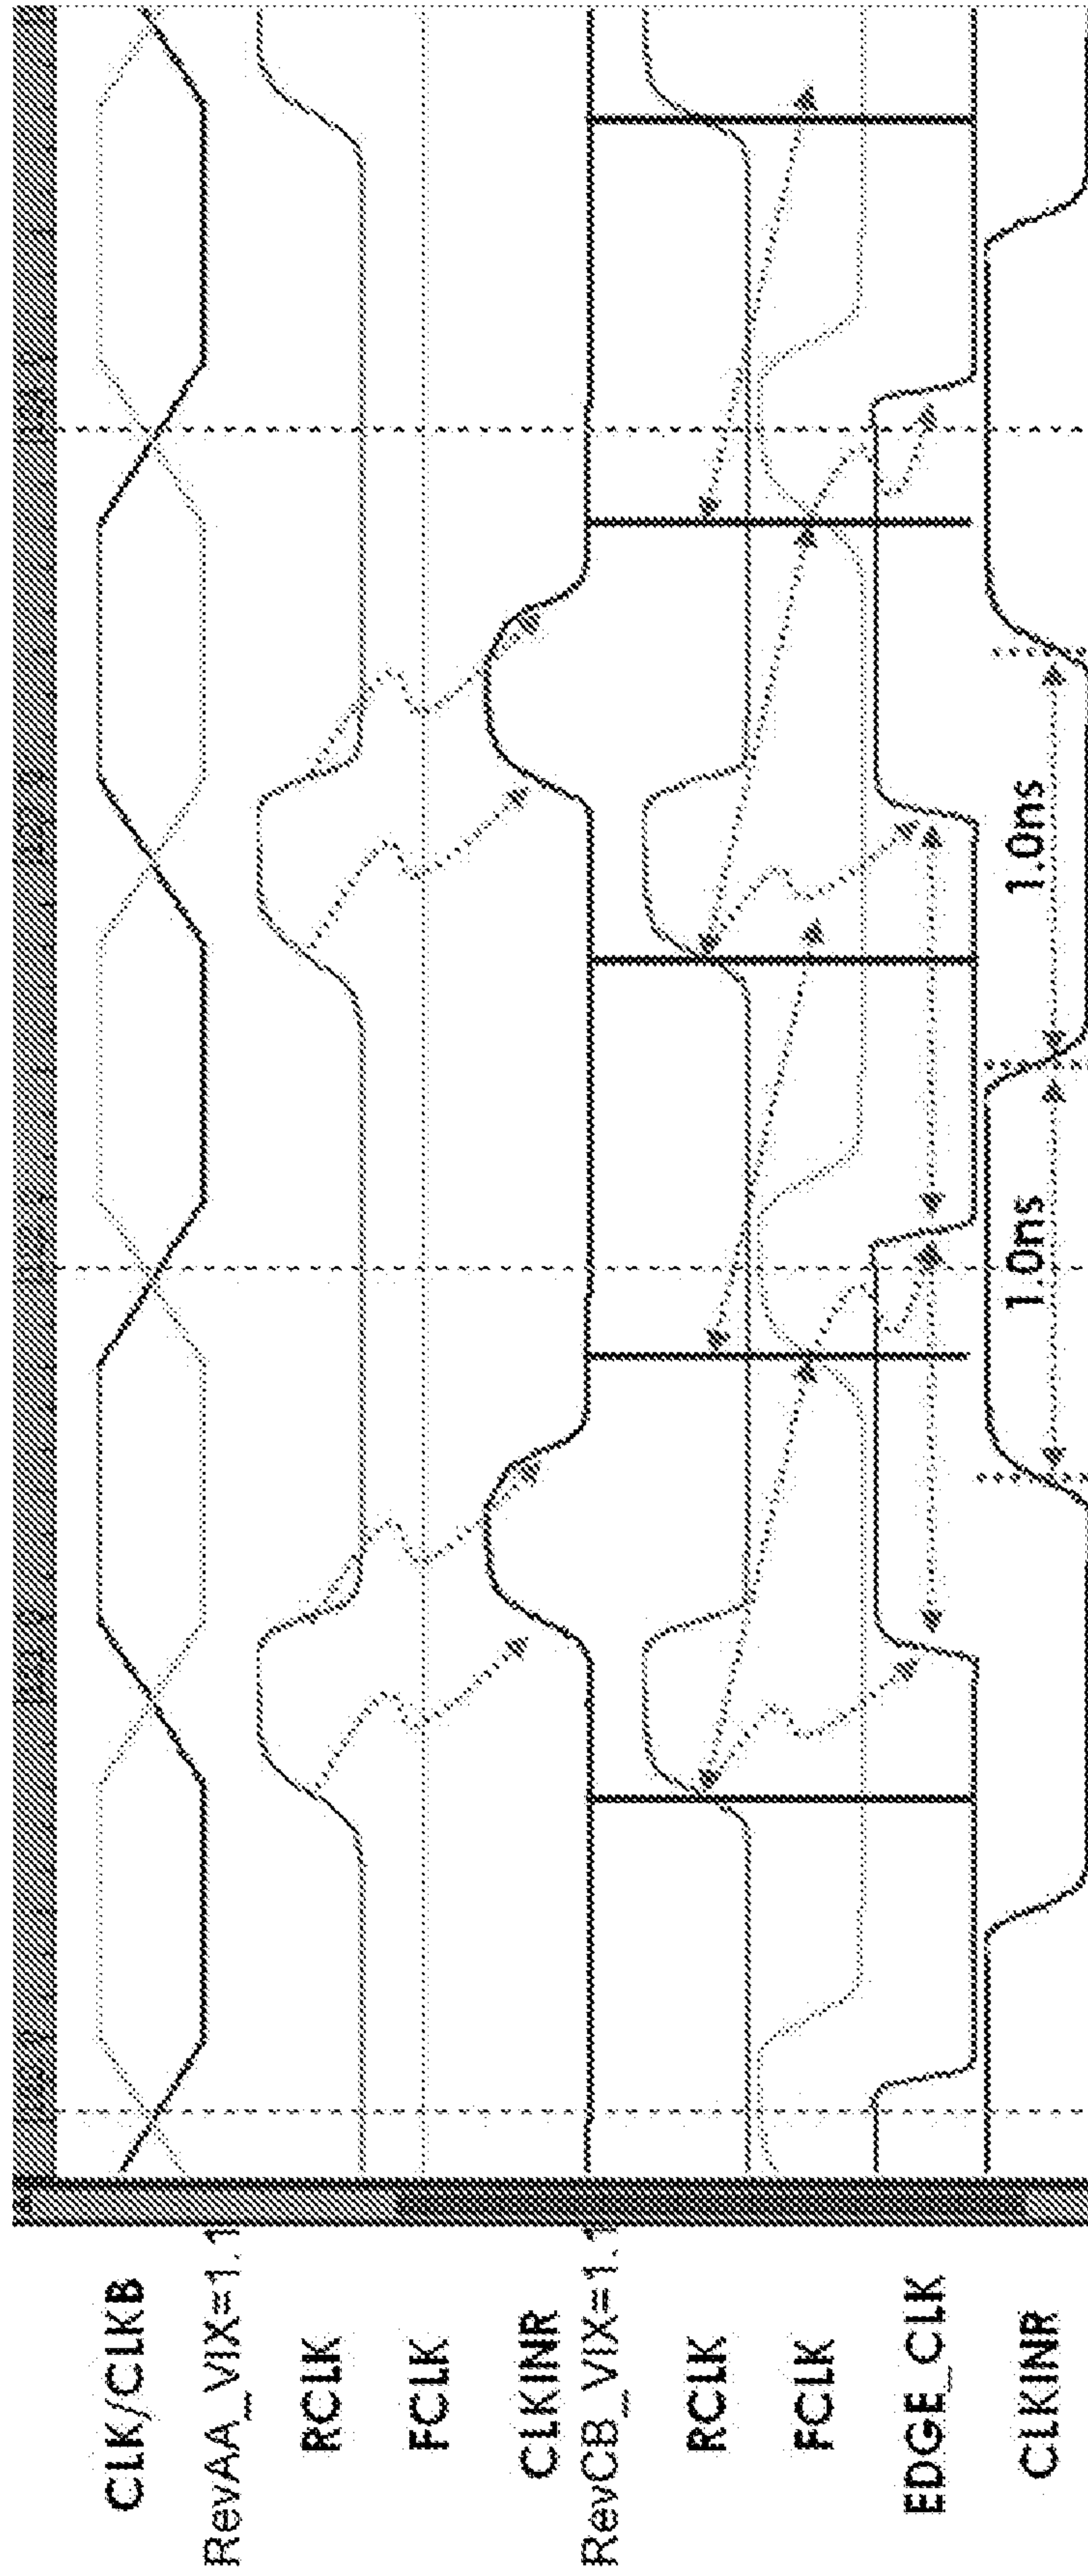 CLK/CLKB
RevAA_VIX=1.1
RCLK
FCLK
CLKINR
RevCB_VIX=1.1
RCLK
FCLK
EDGE_CLK
CLKINR
1.0ns
1.0ns